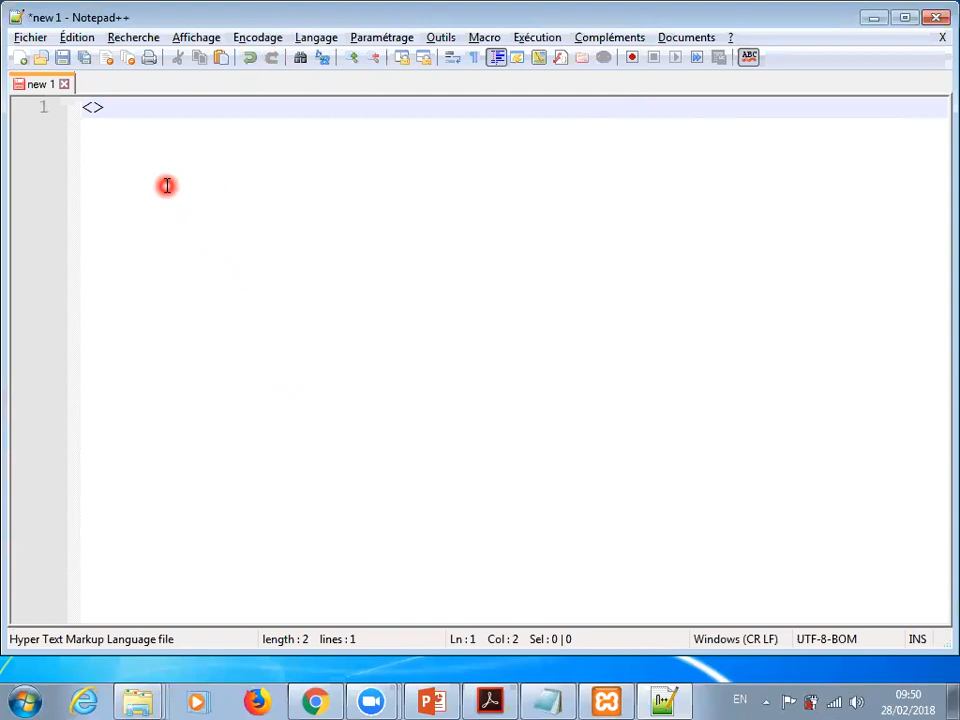 *new 1 - Notepad++
Fichier Édition Recherche Affichage Encodage Langage Paramétrage Outils Macro Exécution Compléments Documents ? X
ABC
new 1
1 <>
Hyper Text Markup Language file length : 2 lines : 1 Ln : 1 Col : 2 Sel : 0 | 0 Windows (CR LF) UTF-8-BOM INS
EN 09:50
28/02/2018